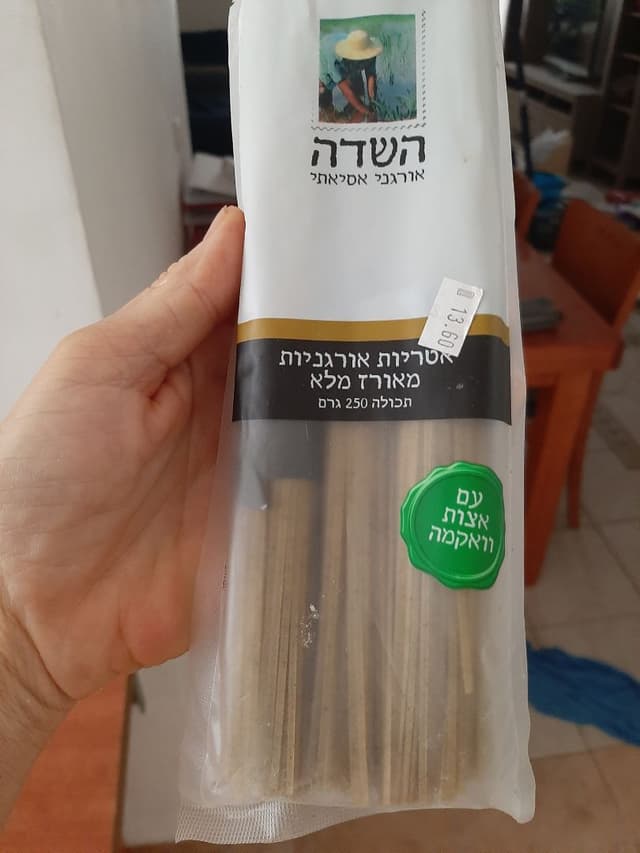 השדה
אורגני אסיאתי
13.60
אטריות אורגניות
מאורז מלא
תכולה 250 גרם
עם
אצות
וואקמה